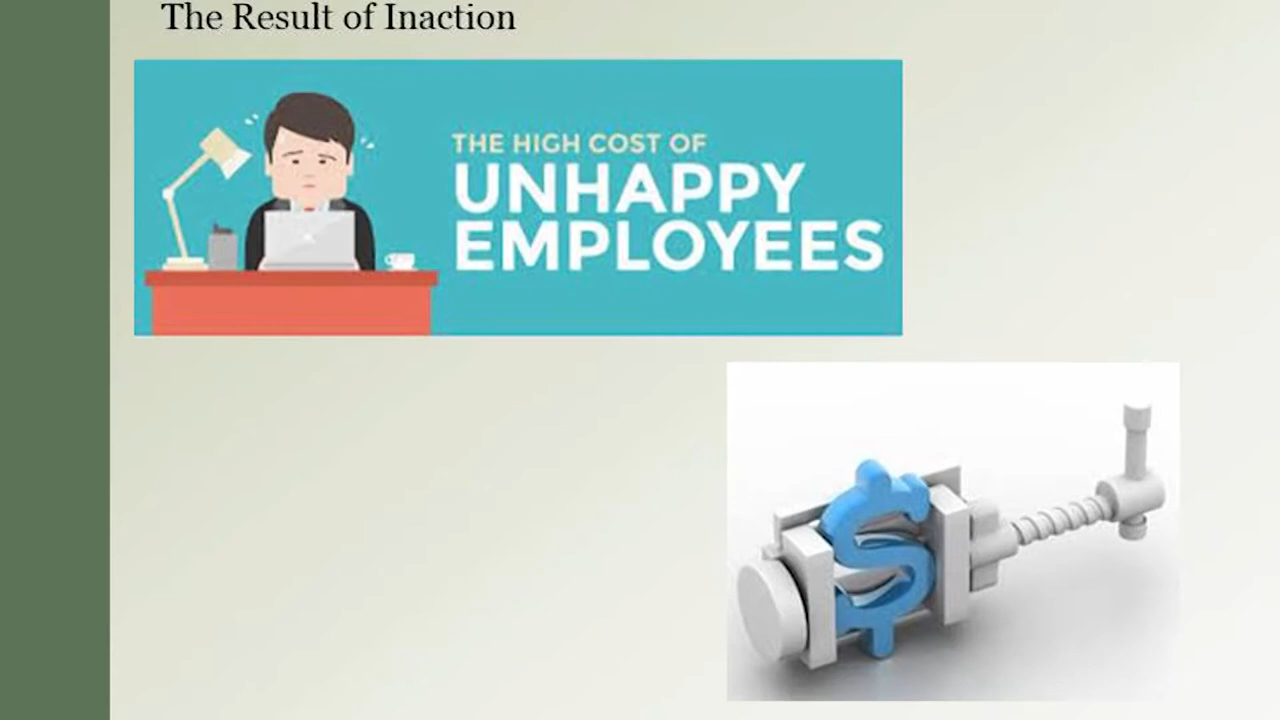 The Result of Inaction
THE HIGH COST OF
UNHAPPY
EMPLOYEES
$